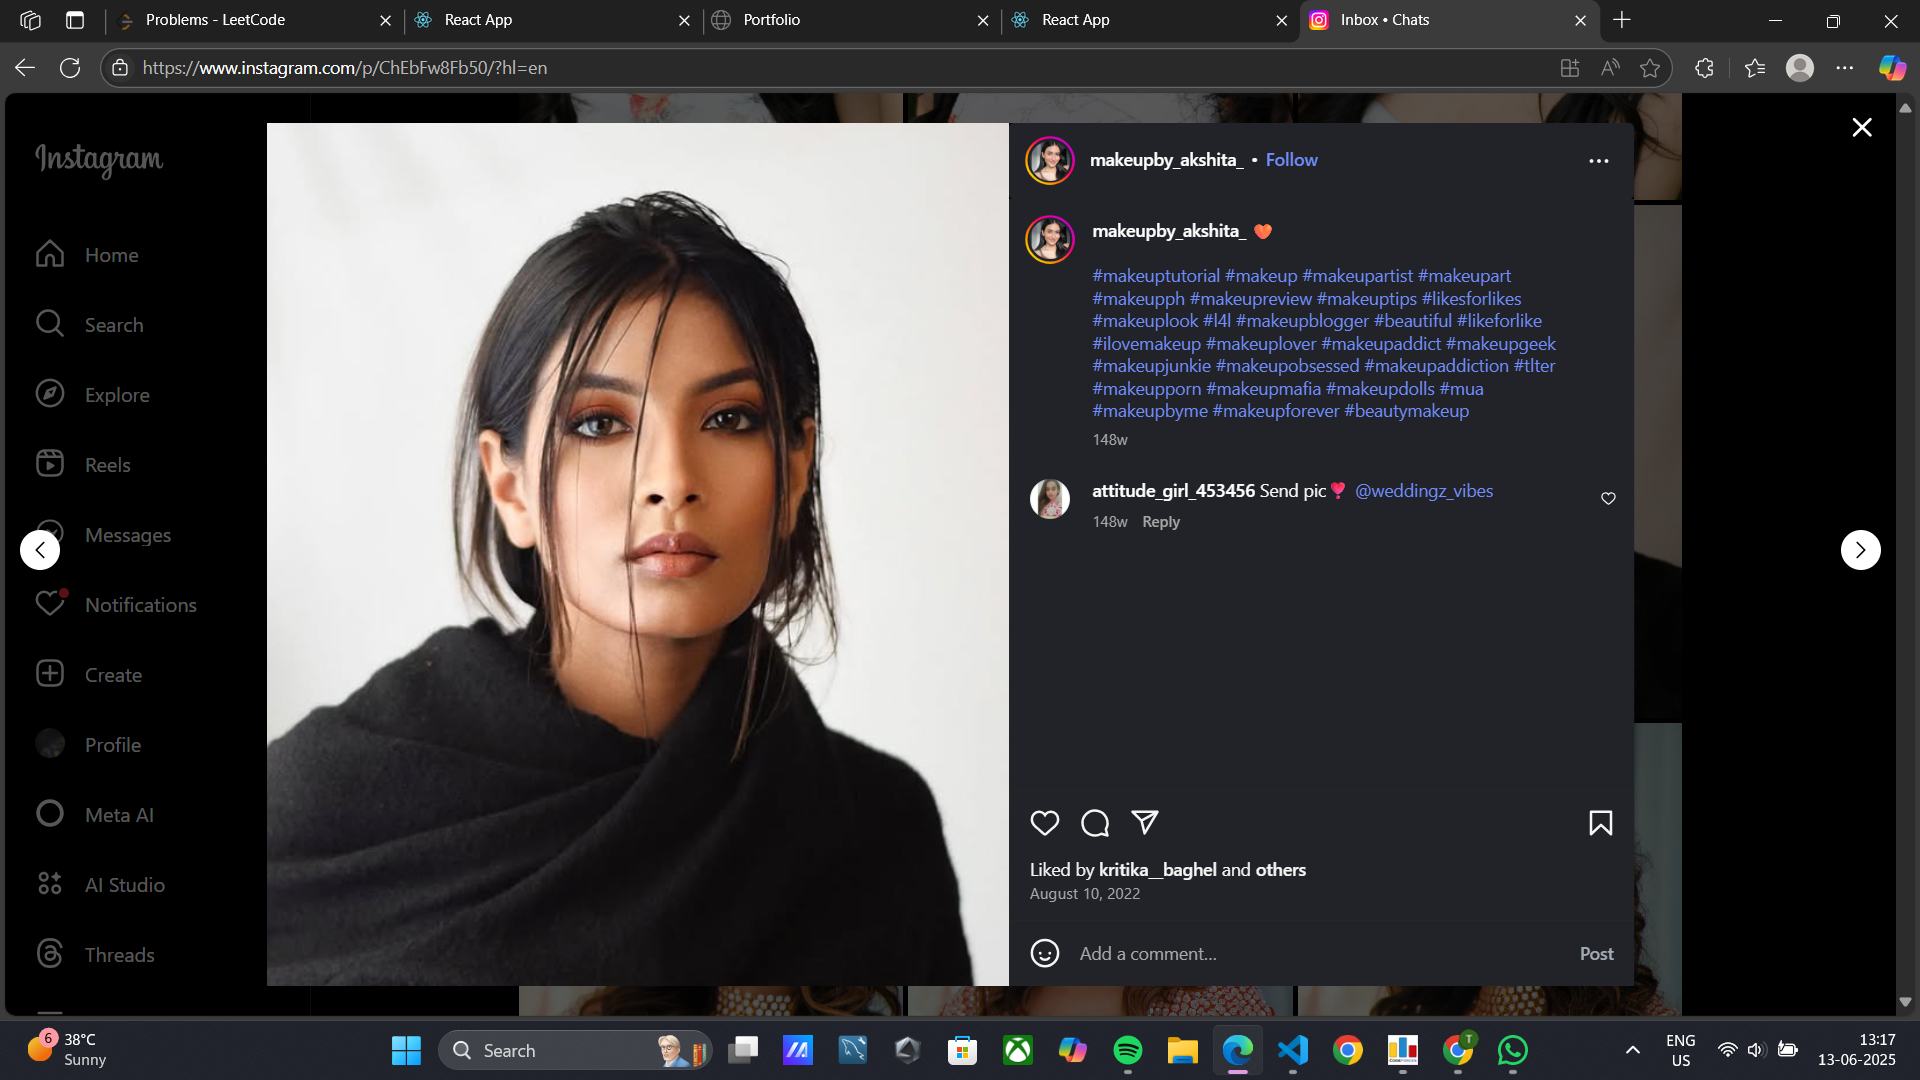 Problems - LeetCode
React App
Portfolio
React App
Inbox • Chats
https://www.instagram.com/p/ChEbFw8Fb50/?hl=en
Instagram
Home
Search
Explore
Reels
Messages
Notifications
Create
Profile
Meta AI
AI Studio
Threads
makeupby_akshita_ • Follow
makeupby_akshita_ 🧡
#makeuptutorial #makeup #makeupartist #makeupart
#makeupph #makeupreview #makeuptips #likesforlikes
#makeuplook #l4l #makeupblogger #beautiful #likeforlike
#ilovemakeup #makeuplover #makeupaddict #makeupgeek
#makeupjunkie #makeupobsessed #makeupaddiction #tlter
#makeupporn #makeupmafia #makeupdolls #mua
#makeupbyme #makeupforever #beautymakeup
148w
attitude_girl_453456 Send pic❣️ @weddingz_vibes
148w Reply
Liked by kritika__baghel and others
August 10, 2022
Add a comment...
Post
6
38°C
Sunny
Search
T
ENG
US
13:17
13-06-2025